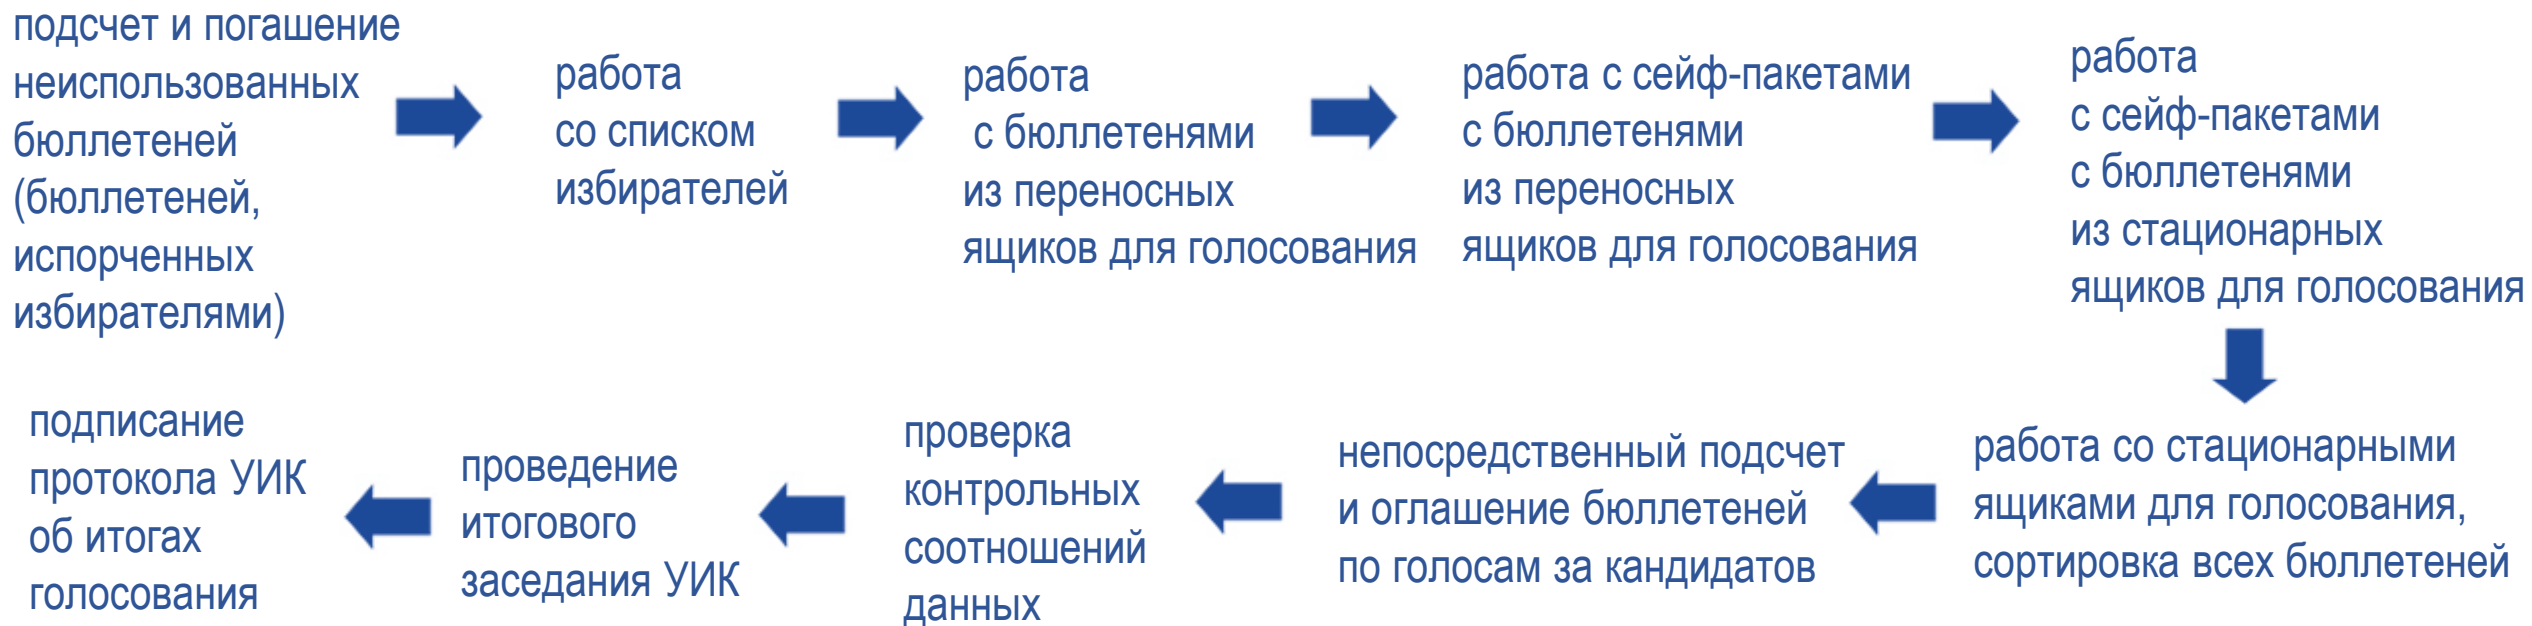 подсчет и погашение
неиспользованных
бюллетеней
(бюллетеней,
испорченных
избирателями)
работа
со списком
избирателей
работа
с бюллетенями
из переносных
ящиков для голосования
работа с сейф-пакетами
с бюллетенями
из переносных
ящиков для голосования
работа
с сейф-пакетами
с бюллетенями
из стационарных
ящиков для голосования
работа со стационарными
ящиками для голосования,
сортировка всех бюллетеней
непосредственный подсчет
и оглашение бюллетеней
по голосам за кандидатов
проверка
контрольных
соотношений
данных
проведение
итогового
заседания УИК
подписание
протокола УИК
об итогах
голосования